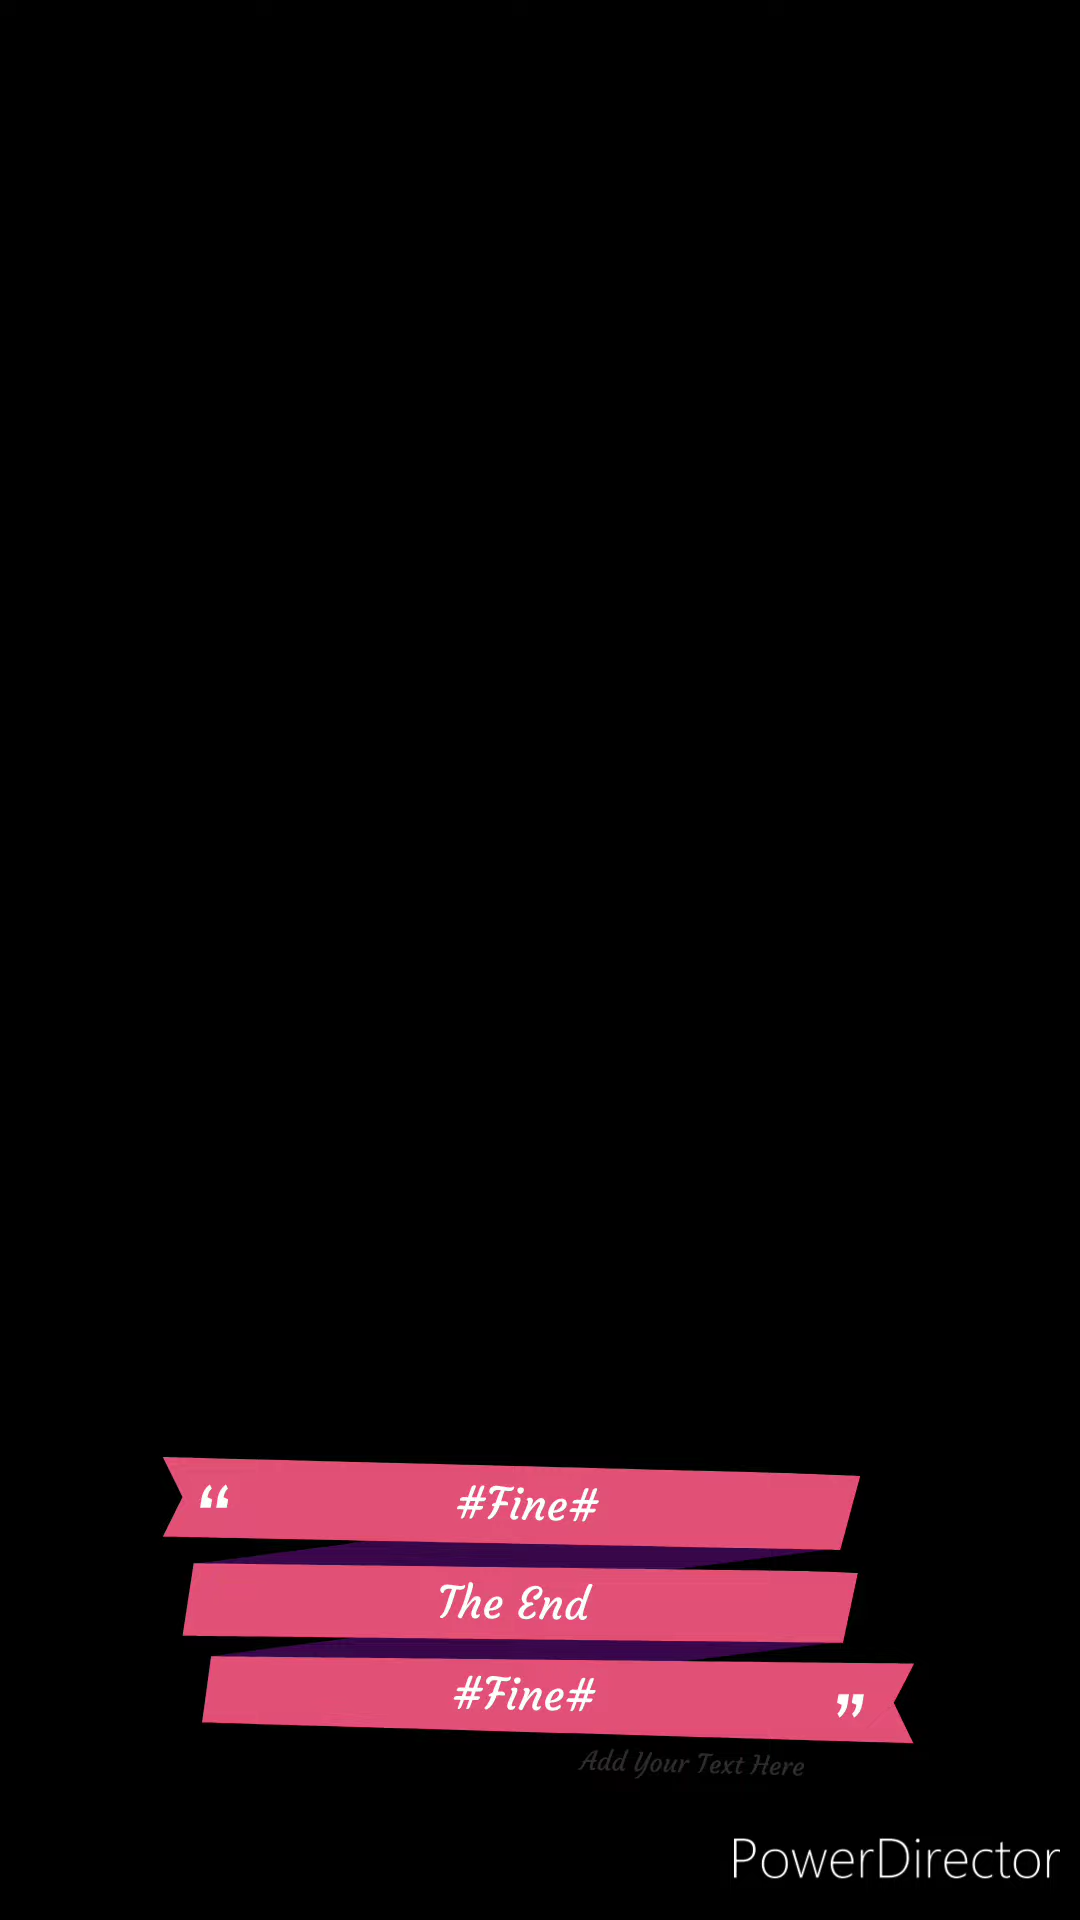 “ #Fine#
The End
#Fine# ”
Add Your Text Here
PowerDirector